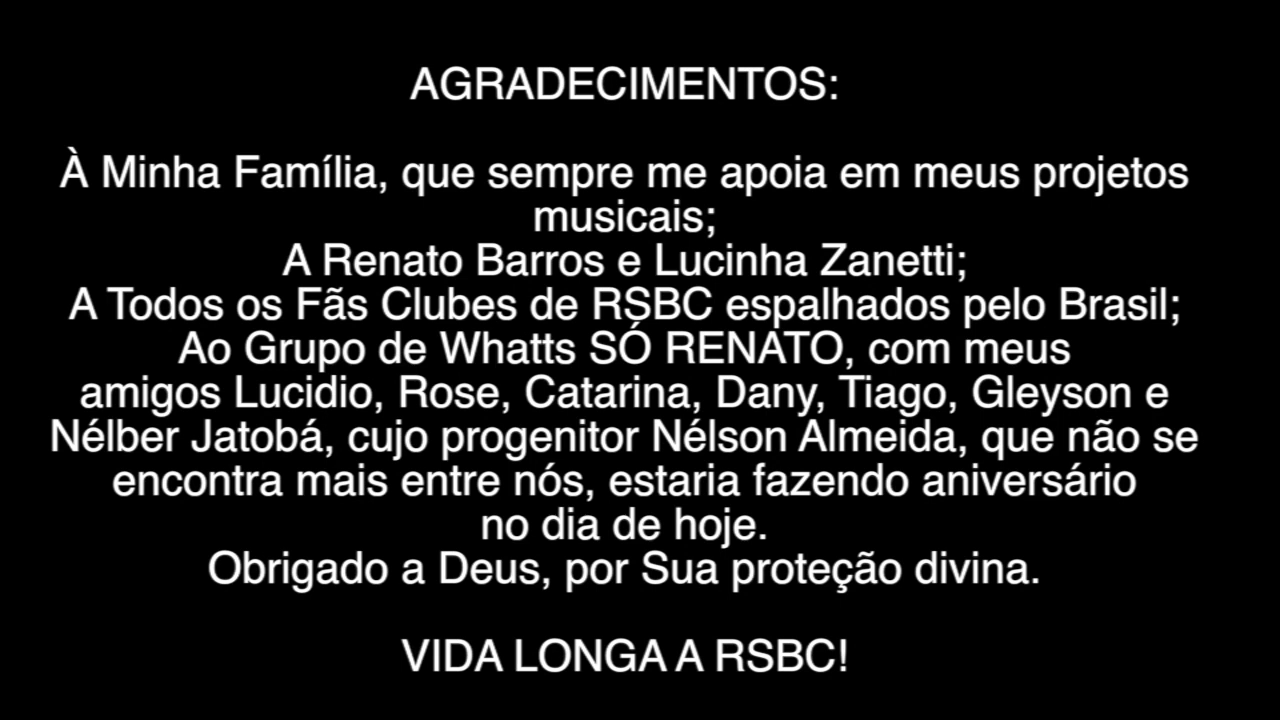 AGRADECIMENTOS:
À Minha Família, que sempre me apoia em meus projetos
musicais;
A Renato Barros e Lucinha Zanetti;
A Todos os Fãs Clubes de RSBC espalhados pelo Brasil;
Ao Grupo de Whatts SÓ RENATO, com meus
amigos Lucidio, Rose, Catarina, Dany, Tiago, Gleyson e
Nélber Jatobá, cujo progenitor Nélson Almeida, que não se
encontra mais entre nós, estaria fazendo aniversário
no dia de hoje.
Obrigado a Deus, por Sua proteção divina.
VIDA LONGA A RSBC!